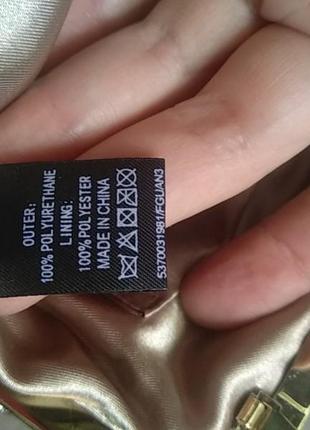 OUTER:
100% POLYURETHANE
LINING:
100% POLYESTER
MADE IN CHINA
5370031981/FGUAN3